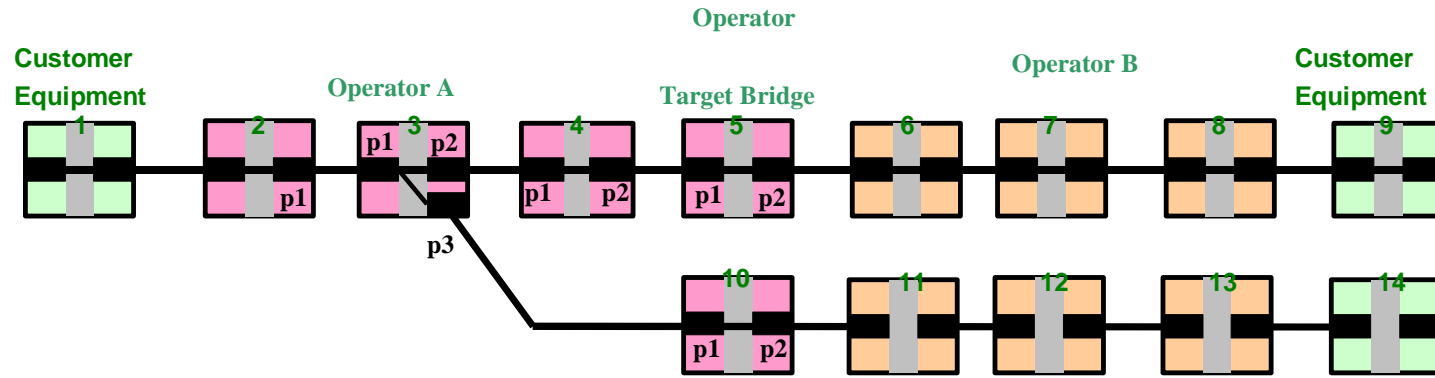 Operator
Customer
Equipment
Operator A
Target Bridge
Operator B
Customer
Equipment
1 2 3 4 5 6 7 8 9
p1 p2
p1 p1 p2 p1 p2
p3
10 11 12 13 14
p1 p2